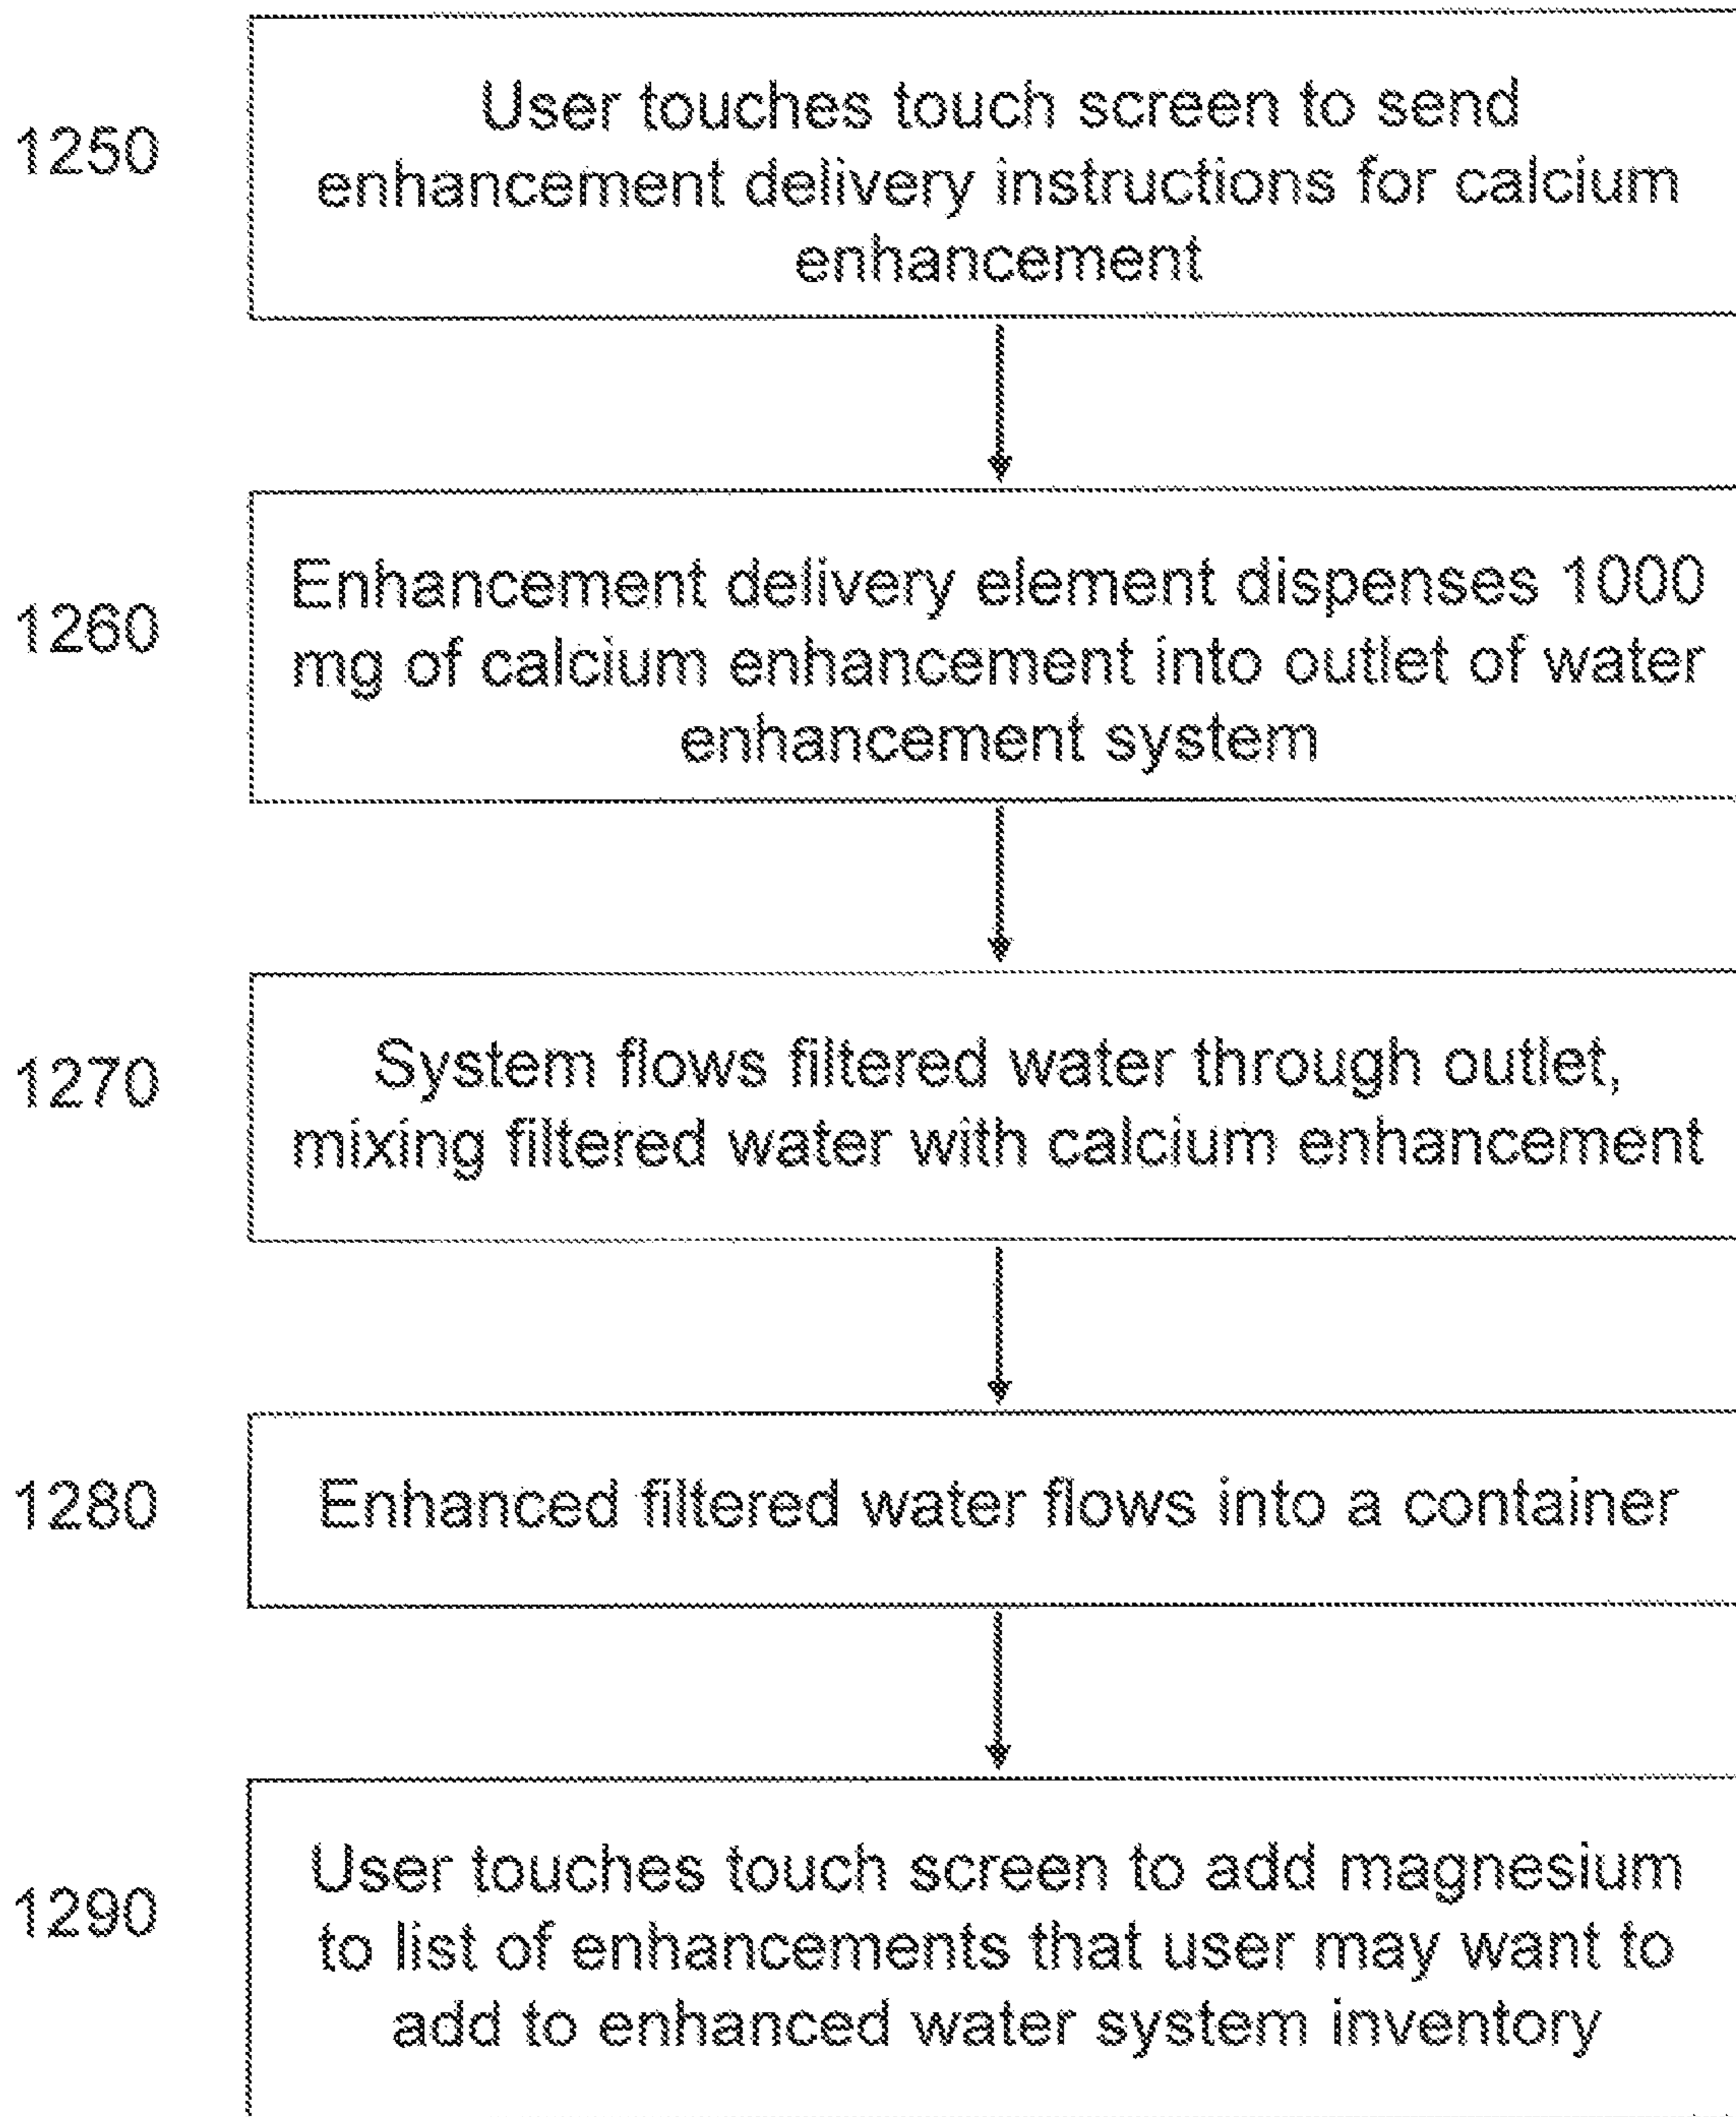 1250
User touches touch screen to send
enhancement delivery instructions for calcium
enhancement
1260
Enhancement delivery element dispenses 1000
mg of calcium enhancement into outlet of water
enhancement system
1270
System flows filtered water through outlet,
mixing filtered water with calcium enhancement
1280
Enhanced filtered water flows into a container
1290
User touches touch screen to add magnesium
to list of enhancements that user may want to
add to enhanced water system inventory